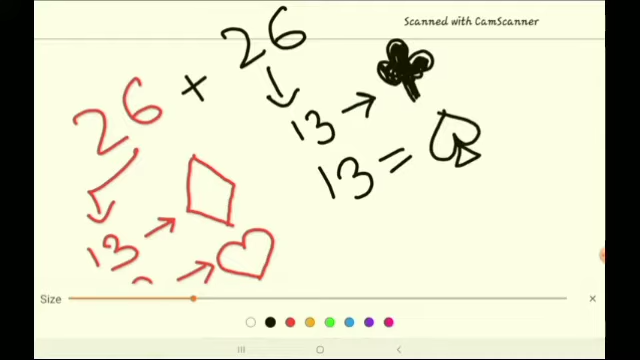 Scanned with CamScanner
26 + 26
13 →
13 =
13 →
Size